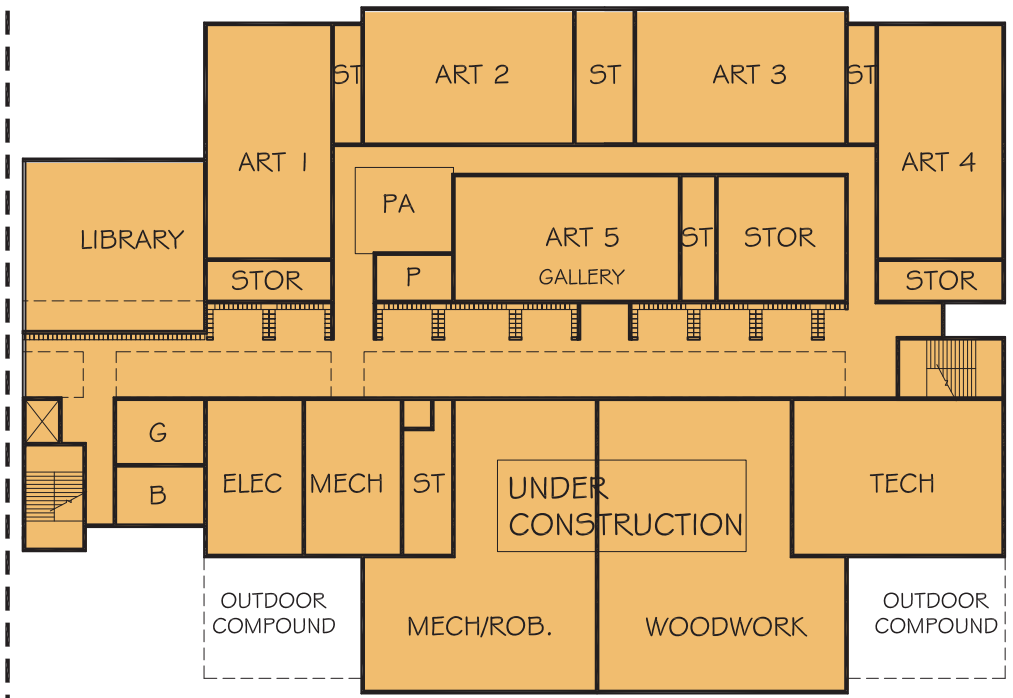 ST
ART 2
ST
ART 3
ST
ART 1
ART 4
PA
LIBRARY
ART 5
GALLERY
ST
STOR
STOR
P
STOR
G
B
ELEC
MECH
ST
UNDER
CONSTRUCTION
TECH
OUTDOOR
COMPOUND
MECH/ROB.
WOODWORK
OUTDOOR
COMPOUND